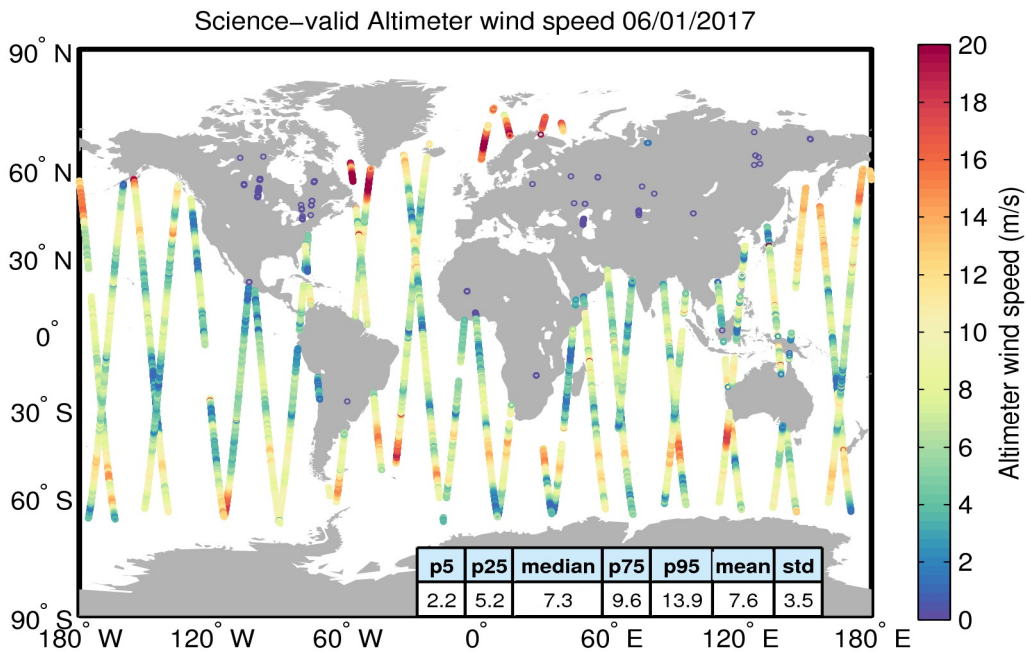 Science−valid Altimeter wind speed 06/01/2017
90° N
60° N
30° N
0°
30° S
60° S
90° S
180° W
120° W
60° W
0°
60° E
120° E
180° E
p5 p25 median p75 p95 mean std
2.2 5.2 7.3 9.6 13.9 7.6 3.5
20
18
16
14
12
10
8
6
4
2
0
Altimeter wind speed (m/s)